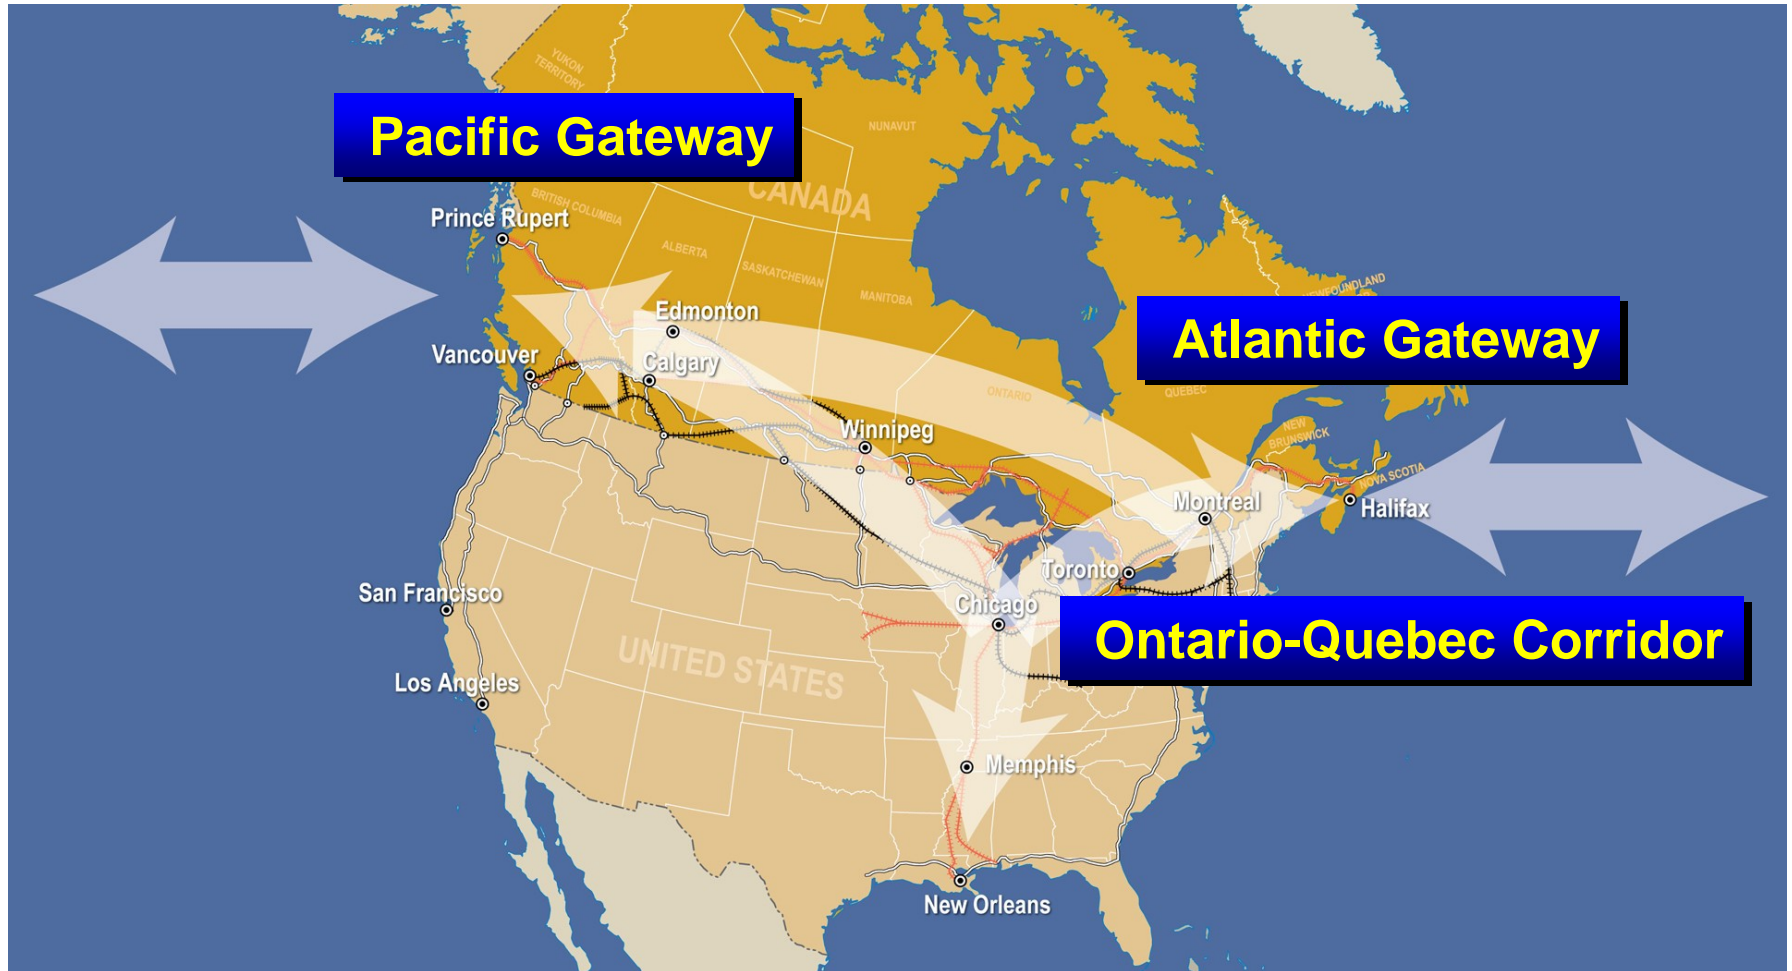 YUKON
TERRITORY
Pacific Gateway
NUNAVUT
CANADA
BRITISH COLUMBIA
Prince Rupert
ALBERTA
SASKATCHEWAN
MANITOBA
NEWFOUNDLAND
Edmonton
Atlantic Gateway
Vancouver
Calgary
ONTARIO
QUEBEC
Winnipeg
NEW
BRUNSWICK
NOVA SCOTIA
Montreal
Halifax
Toronto
San Francisco
Chicago
Ontario-Quebec Corridor
UNITED STATES
Los Angeles
Memphis
New Orleans